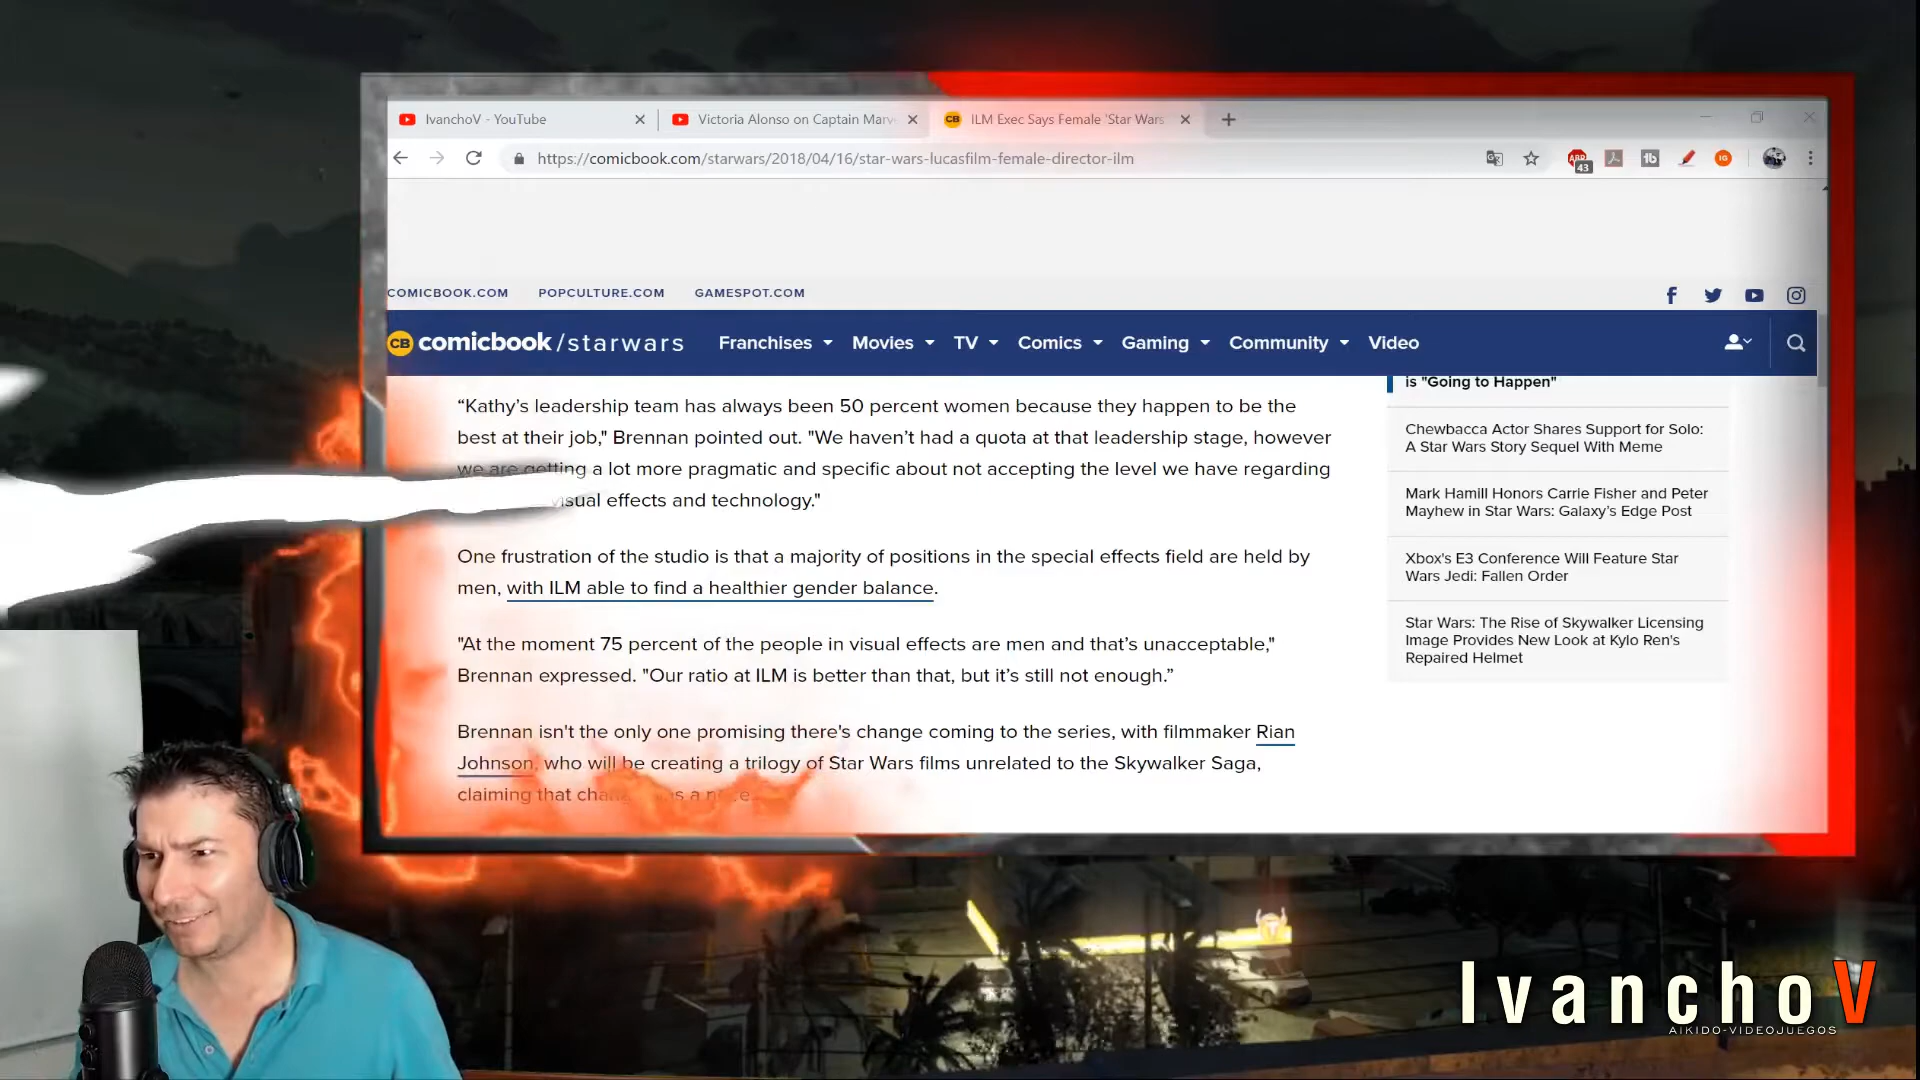 IvanchoV - YouTube
Victoria Alonso on Captain Marv
ILM Exec Says Female 'Star Wars
https://comicbook.com/starwars/2018/04/16/star-wars-lucasfilm-female-director-ilm
43
COMICBOOK.COM POPCULTURE.COM GAMESPOT.COM
CB comicbook/starwars Franchises Movies TV Comics Gaming Community Video
“Kathy’s leadership team has always been 50 percent women because they happen to be the
best at their job," Brennan pointed out. "We haven’t had a quota at that leadership stage, however
we are getting a lot more pragmatic and specific about not accepting the level we have regarding
visual effects and technology."
One frustration of the studio is that a majority of positions in the special effects field are held by
men, with ILM able to find a healthier gender balance.
"At the moment 75 percent of the people in visual effects are men and that’s unacceptable,"
Brennan expressed. "Our ratio at ILM is better than that, but it’s still not enough.”
Brennan isn't the only one promising there's change coming to the series, with filmmaker Rian
Johnson, who will be creating a trilogy of Star Wars films unrelated to the Skywalker Saga,
claiming that
is "Going to Happen"
Chewbacca Actor Shares Support for Solo:
A Star Wars Story Sequel With Meme
Mark Hamill Honors Carrie Fisher and Peter
Mayhew in Star Wars: Galaxy’s Edge Post
Xbox's E3 Conference Will Feature Star
Wars Jedi: Fallen Order
Star Wars: The Rise of Skywalker Licensing
Image Provides New Look at Kylo Ren's
Repaired Helmet
IvanchoV
AIKIDO-VIDEOJUEGOS